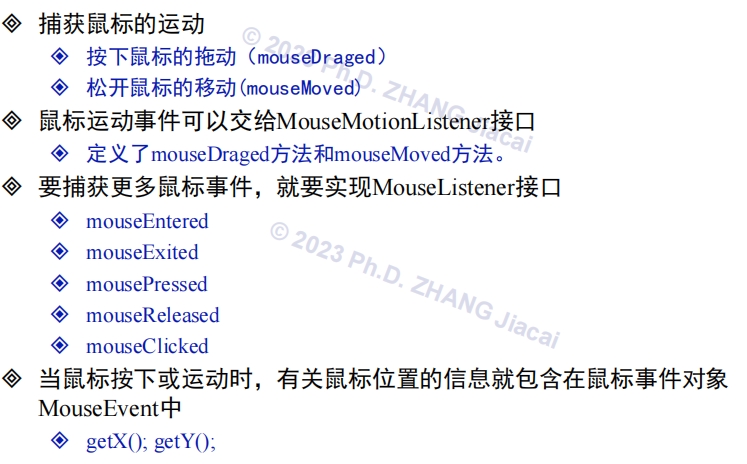 捕获鼠标的运动
按下鼠标的拖动（mouseDraged）
松开鼠标的移动(mouseMoved)
鼠标运动事件可以交给MouseMotionListener接口
定义了mouseDraged方法和mouseMoved方法。
要捕获更多鼠标事件，就要实现MouseListener接口
mouseEntered
mouseExited
mousePressed
mouseReleased
mouseClicked
当鼠标按下或运动时，有关鼠标位置的信息就包含在鼠标事件对象
MouseEvent中
getX(); getY();
© 2023 Ph.D. ZHANG Jiacai
© 2023 Ph.D. ZHANG Jiacai